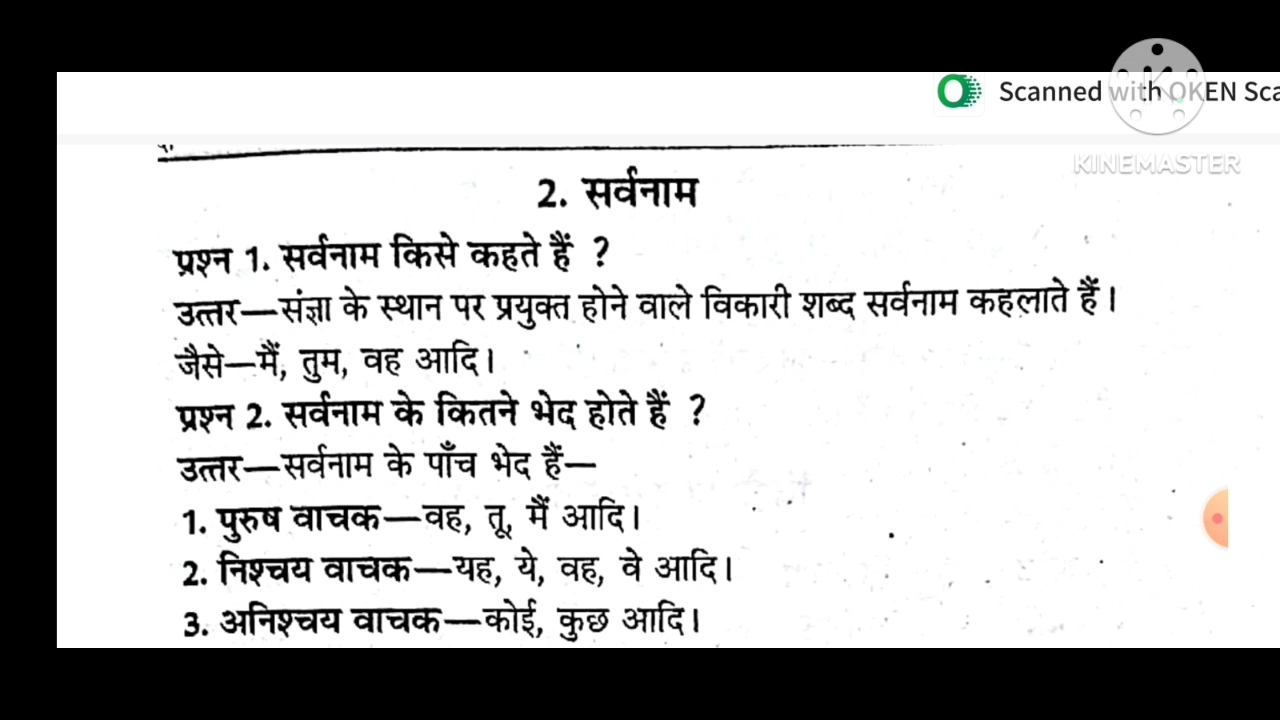 Scanned with OKEN Sca
KINEMASTER
2. सर्वनाम
प्रश्न 1. सर्वनाम किसे कहते हैं ?
उत्तर—संज्ञा के स्थान पर प्रयुक्त होने वाले विकारी शब्द सर्वनाम कहलाते हैं।
जैसे—मैं, तुम, वह आदि।
प्रश्न 2. सर्वनाम के कितने भेद होते हैं ?
उत्तर—सर्वनाम के पाँच भेद हैं—
1. पुरुष वाचक—वह, तू, मैं आदि।
2. निश्चय वाचक—यह, ये, वह, वे आदि।
3. अनिश्चय वाचक—कोई, कुछ आदि।